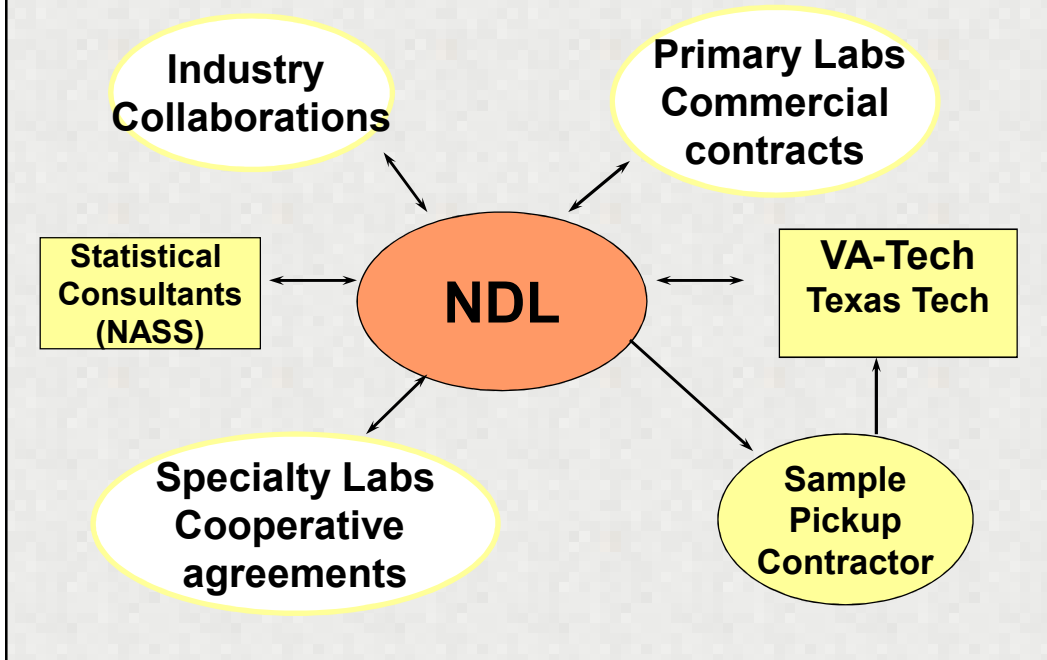 Industry
Collaborations
Primary Labs
Commercial
contracts
Statistical
Consultants
(NASS)
NDL
VA-Tech
Texas Tech
Specialty Labs
Cooperative
agreements
Sample
Pickup
Contractor